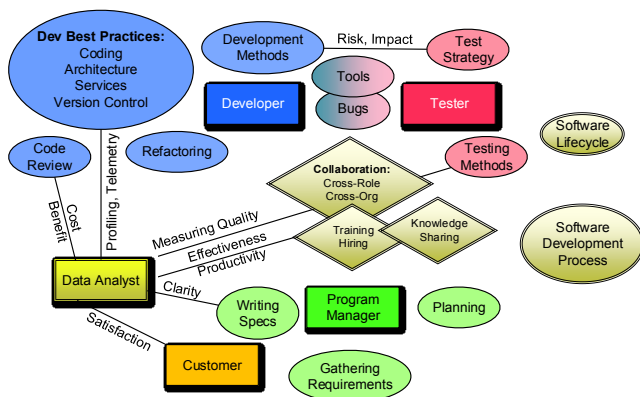 Dev Best Practices:
Coding
Architecture
Services
Version Control
Development
Methods
Risk, Impact
Test
Strategy
Tools
Bugs
Developer
Tester
Code
Review
Refactoring
Profiling, Telemetry
Cost
Benefit
Collaboration:
Cross-Role
Cross-Org
Testing
Methods
Software
Lifecycle
Measuring Quality
Effectiveness
Productivity
Training
Hiring
Knowledge
Sharing
Software
Development
Process
Data Analyst
Clarity
Satisfaction
Writing
Specs
Program
Manager
Planning
Customer
Gathering
Requirements